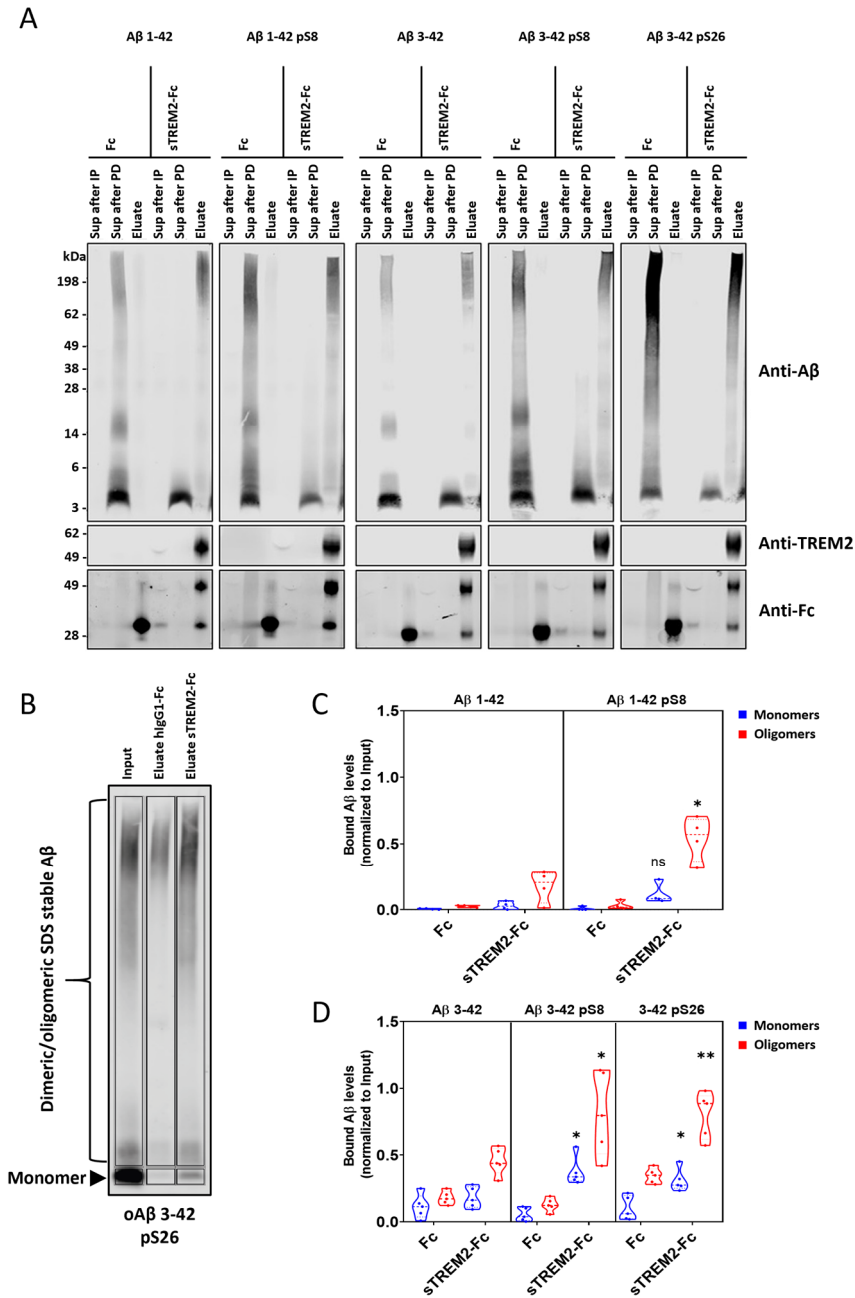 A
Aβ 1-42
Aβ 1-42 pS8
Aβ 3-42
Aβ 3-42 pS8
Aβ 3-42 pS26
Fc
sTREM2-Fc
Fc
sTREM2-Fc
Fc
sTREM2-Fc
Fc
sTREM2-Fc
Fc
sTREM2-Fc
Sup after IP
Sup after PD
Eluate
Sup after IP
Sup after PD
Eluate
Sup after IP
Sup after PD
Eluate
Sup after IP
Sup after PD
Eluate
Sup after IP
Sup after PD
Eluate
Sup after IP
Sup after PD
Eluate
Sup after IP
Sup after PD
Eluate
Sup after IP
Sup after PD
Eluate
Sup after IP
Sup after PD
Eluate
Sup after IP
Sup after PD
Eluate
kDa
198 -
62 -
49 -
38 -
28 -
14 -
6 -
3 -
Anti-Aβ
62 -
49 -
Anti-TREM2
49 -
28 -
Anti-Fc
B
Input
Eluate hIgG1-Fc
Eluate sTREM2-Fc
Dimeric/oligomeric SDS stable Aβ
Monomer
oAβ 3-42
pS26
C
Aβ 1-42
Aβ 1-42 pS8
Monomers
Oligomers
Bound Aβ levels
(normalized to Input)
1.5
1.0
0.5
0.0
ns
*
Fc
sTREM2-Fc
Fc
sTREM2-Fc
D
Aβ 3-42
Aβ 3-42 pS8
3-42 pS26
Monomers
Oligomers
Bound Aβ levels
(normalized to Input)
1.5
1.0
0.5
0.0
*
*
*
**
Fc
sTREM2-Fc
Fc
sTREM2-Fc
Fc
sTREM2-Fc